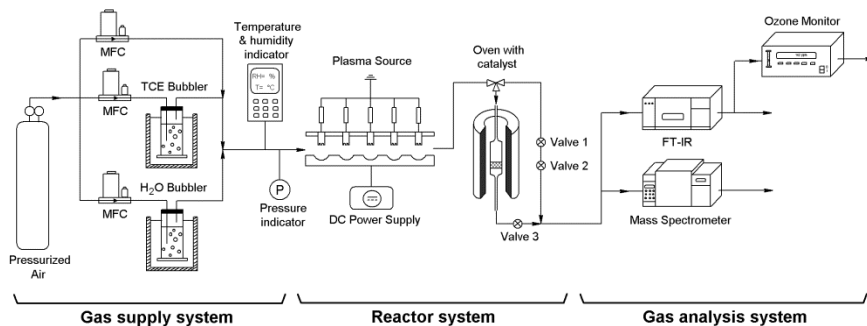 MFC
Temperature
& humidity
indicator
RH= %
T= °C
TCE Bubbler
MFC
H₂O Bubbler
MFC
Pressurized
Air
P
Pressure
indicator
Plasma Source
DC Power Supply
Oven with
catalyst
Valve 1
Valve 2
Valve 3
Ozone Monitor
FT-IR
Mass Spectrometer
Gas supply system
Reactor system
Gas analysis system